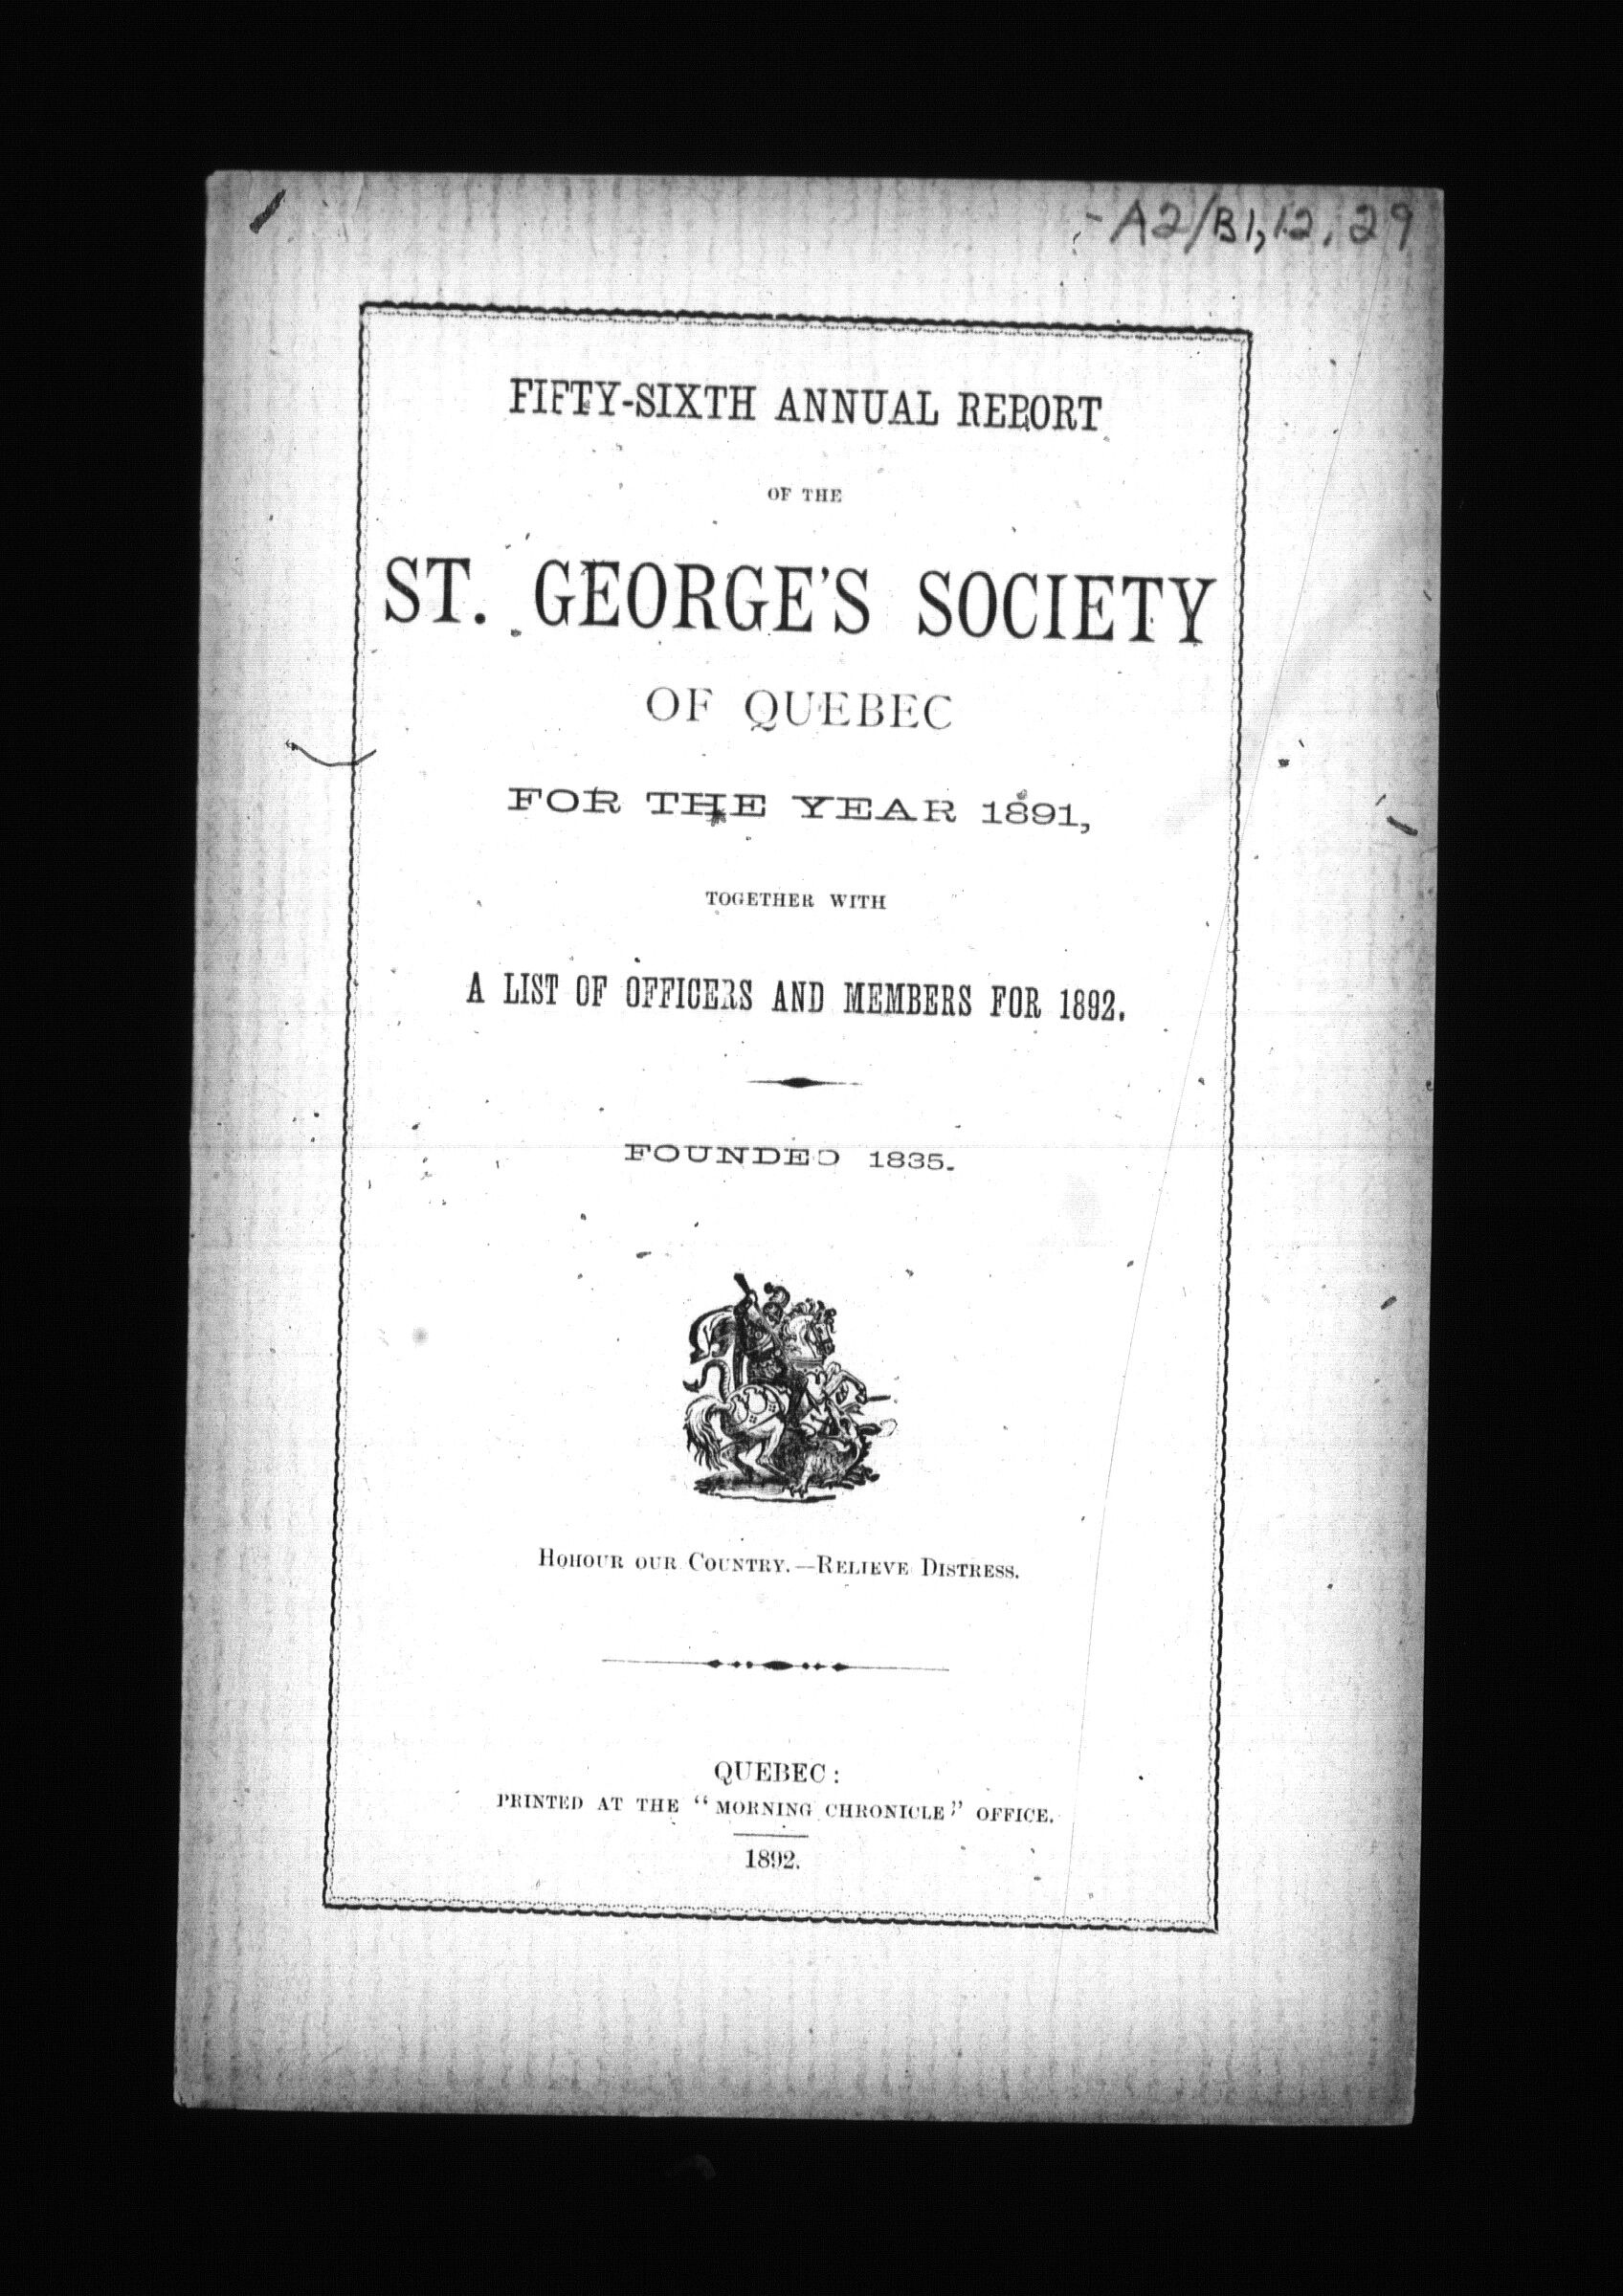 A2/B1,12,29
FIFTY-SIXTH ANNUAL REPORT
OF THE
ST. GEORGE'S SOCIETY
OF QUEBEC
FOR THE YEAR 1891,
TOGETHER WITH
A LIST OF OFFICERS AND MEMBERS FOR 1892.
FOUNDED 1835.
HOHOUR OUR COUNTRY.—RELIEVE DISTRESS.
QUEBEC:
PRINTED AT THE "MORNING CHRONICLE" OFFICE.
1892.